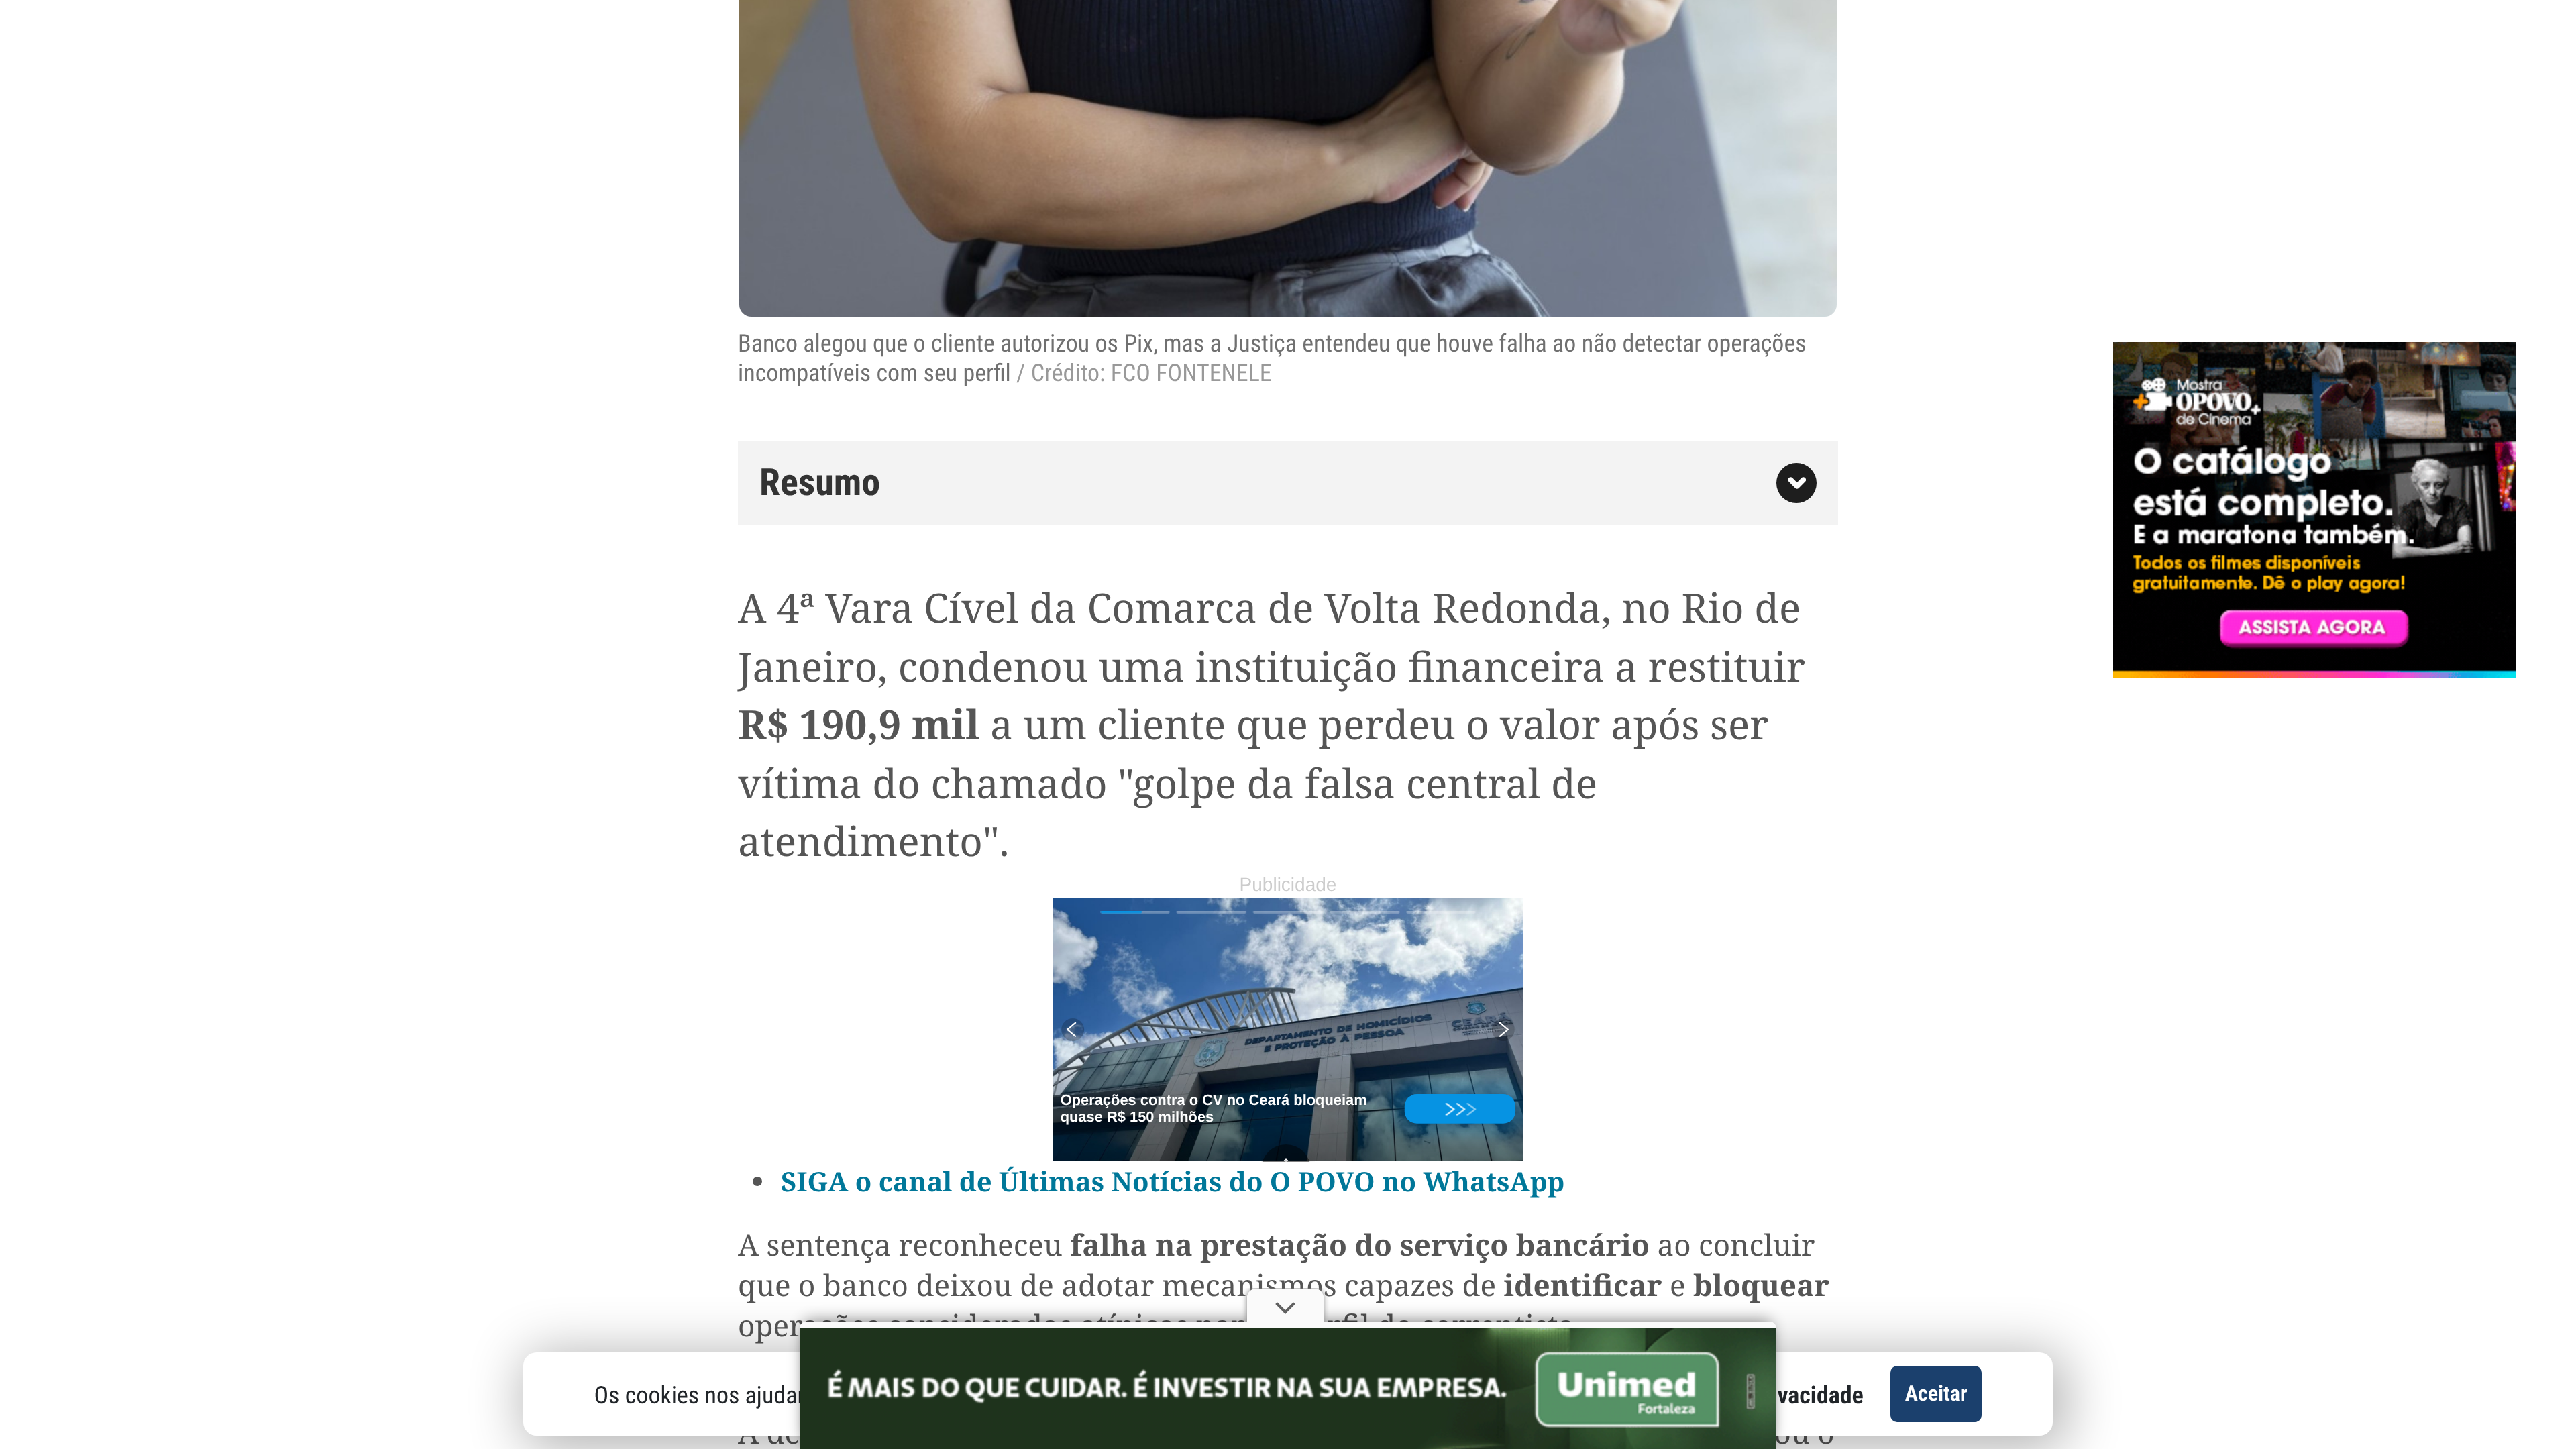 Banco alegou que o cliente autorizou os Pix, mas a Justiça entendeu que houve falha ao não detectar operações
incompatíveis com seu perfil / Crédito: FCO FONTENELE
Resumo
A 4ª Vara Cível da Comarca de Volta Redonda, no Rio de
Janeiro, condenou uma instituição financeira a restituir
R$ 190,9 mil a um cliente que perdeu o valor após ser
vítima do chamado "golpe da falsa central de
atendimento".
Publicidade
DEPARTAMENTO DE HOMICÍDIOS
E PROTEÇÃO À PESSOA
CEARÁ
Operações contra o CV no Ceará bloqueiam
quase R$ 150 milhões
>>>
• SIGA o canal de Últimas Notícias do O POVO no WhatsApp
A sentença reconheceu falha na prestação do serviço bancário ao concluir
que o banco deixou de adotar mecanismos capazes de identificar e bloquear
Os cookies nos ajudam
vacidade
Aceitar
É MAIS DO QUE CUIDAR. É INVESTIR NA SUA EMPRESA.
Unimed
Fortaleza
Mostra
OPOVO+
de Cinema
O catálogo
está completo.
E a maratona também.
Todos os filmes disponíveis
gratuitamente. Dê o play agora!
ASSISTA AGORA